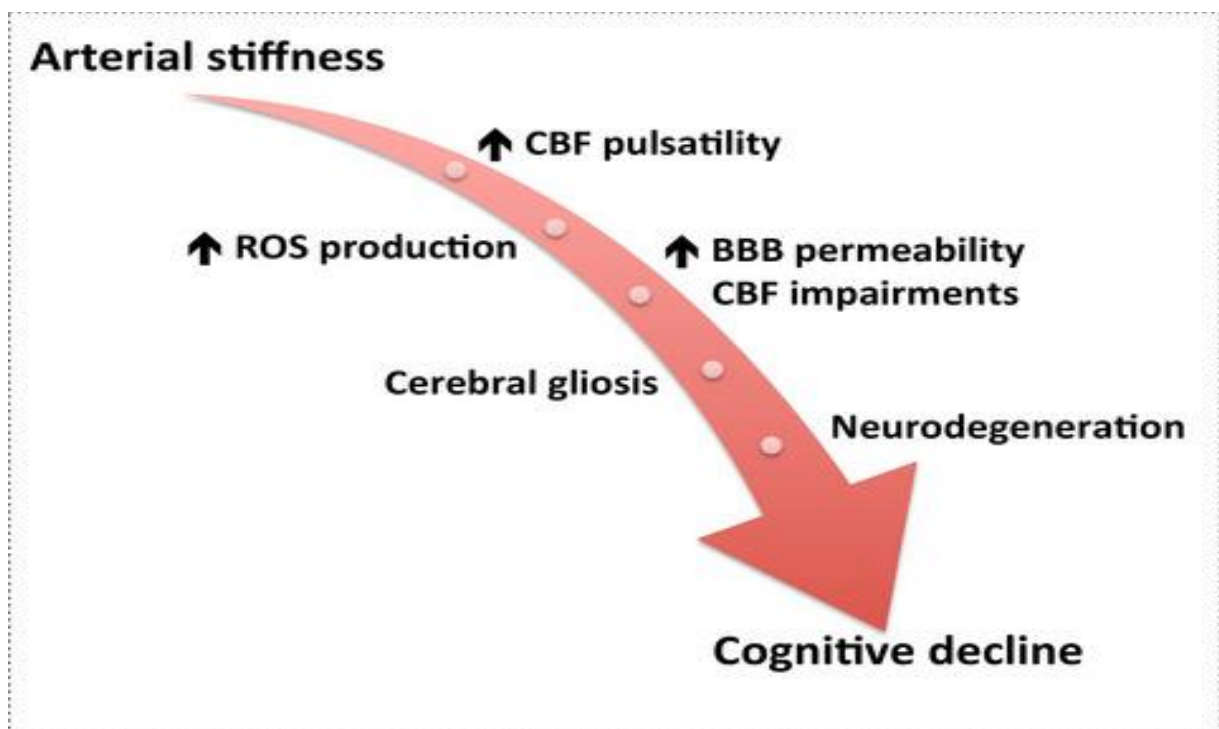 Arterial stiffness
🡹 CBF pulsatility
🡹 ROS production
🡹 BBB permeability
CBF impairments
Cerebral gliosis
Neurodegeneration
Cognitive decline